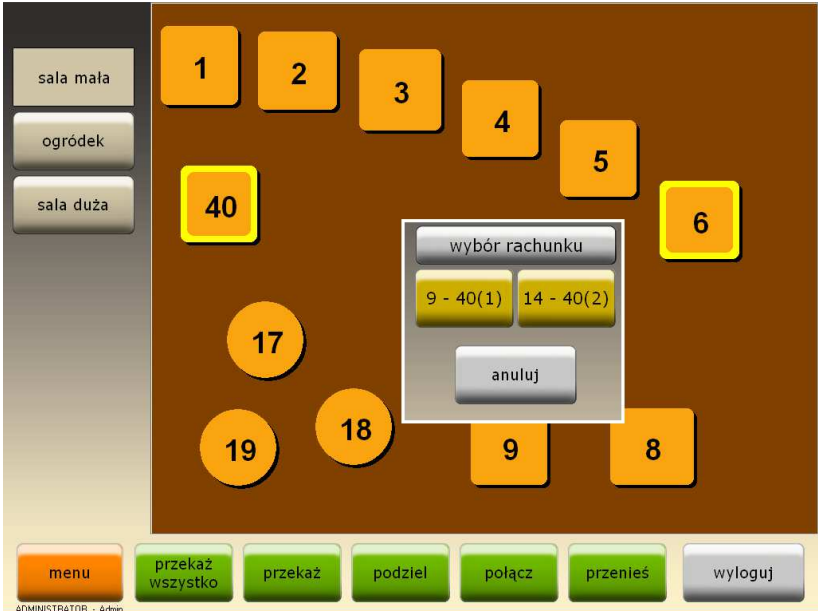 sala mała
ogródek
sala duża
1
2
3
4
5
40
6
wybór rachunku
9 - 40(1)
14 - 40(2)
anuluj
17
18
19
9
8
menu
przekaż
wszystko
przekaż
podziel
połącz
przenieś
wyloguj
ADMINISTRATOR - Admin